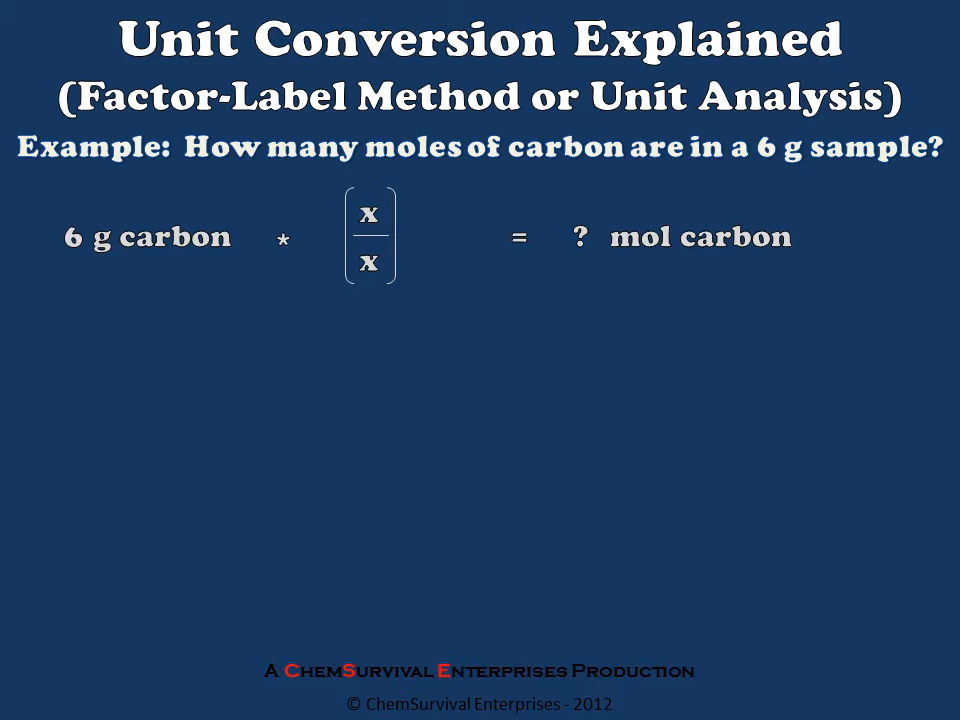 Unit Conversion Explained
(Factor-Label Method or Unit Analysis)
Example: How many moles of carbon are in a 6 g sample?
x
6 g carbon * = ? mol carbon
x
A ChemSurvival Enterprises Production
© ChemSurvival Enterprises - 2012